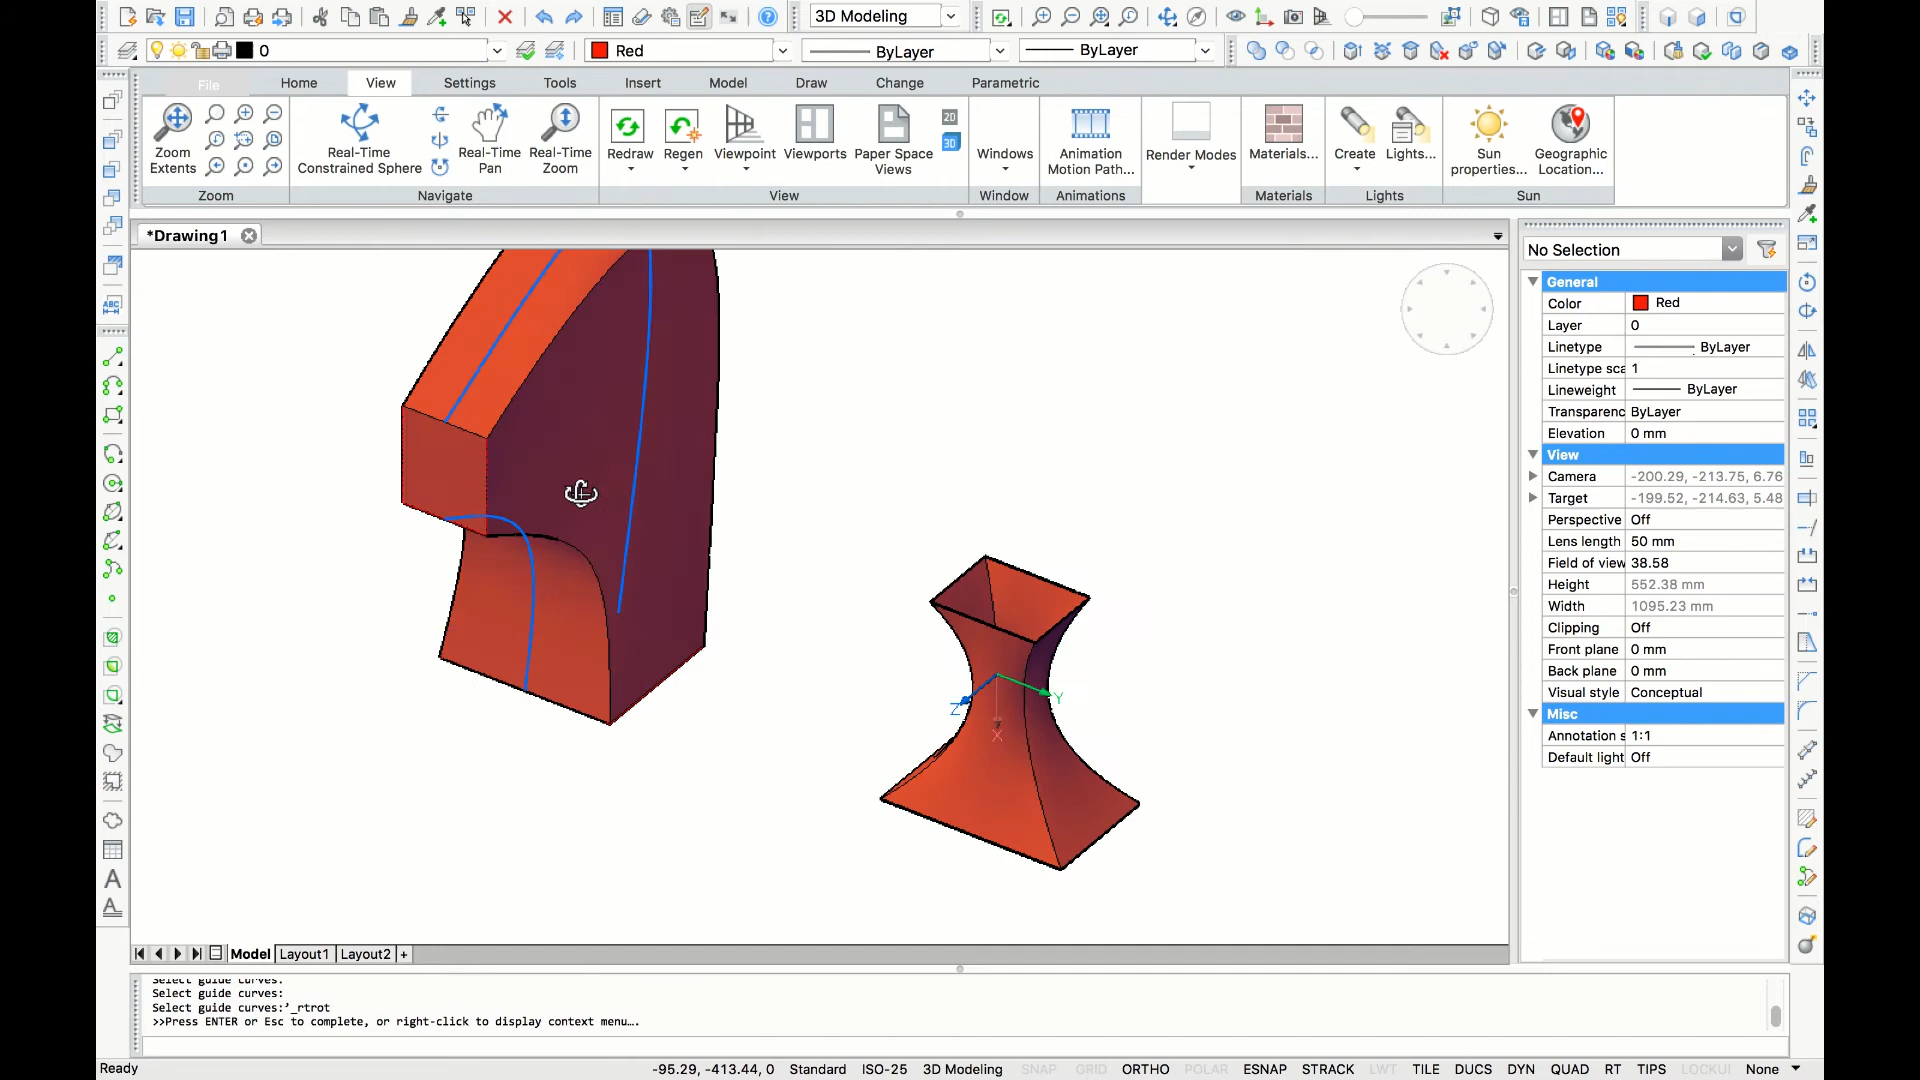 3D Modeling
0
Red
ByLayer
ByLayer
File
Home
View
Settings
Tools
Insert
Model
Draw
Change
Parametric
Zoom
Extents
Real-Time
Constrained Sphere
Real-Time
Pan
Real-Time
Zoom
Redraw
Regen
Viewpoint
Viewports
Paper Space
Views
2D
3D
Windows
Animation
Motion Path...
Render Modes
Materials...
Create
Lights...
Sun
properties...
Geographic
Location...
Zoom
Navigate
View
Window
Animations
Materials
Lights
Sun
*Drawing1
No Selection
General
Color Red
Layer 0
Linetype ByLayer
Linetype sca 1
Lineweight ByLayer
Transparenc ByLayer
Elevation 0 mm
View
Camera -200.29, -213.75, 6.76
Target -199.52, -214.63, 5.48
Perspective Off
Lens length 50 mm
Field of view 38.58
Height 552.38 mm
Width 1095.23 mm
Clipping Off
Front plane 0 mm
Back plane 0 mm
Visual style Conceptual
Misc
Annotation s 1:1
Default light Off
ABC
Z
Y
X
A
A
Model
Layout1
Layout2
+
Select guide curves:
Select guide curves:
Select guide curves:'_rtrot
>>Press ENTER or Esc to complete, or right-click to display context menu….
Ready
-95.29, -413.44, 0
Standard
ISO-25
3D Modeling
SNAP
GRID
ORTHO
POLAR
ESNAP
STRACK
LWT
TILE
DUCS
DYN
QUAD
RT
TIPS
LOCKUI
None